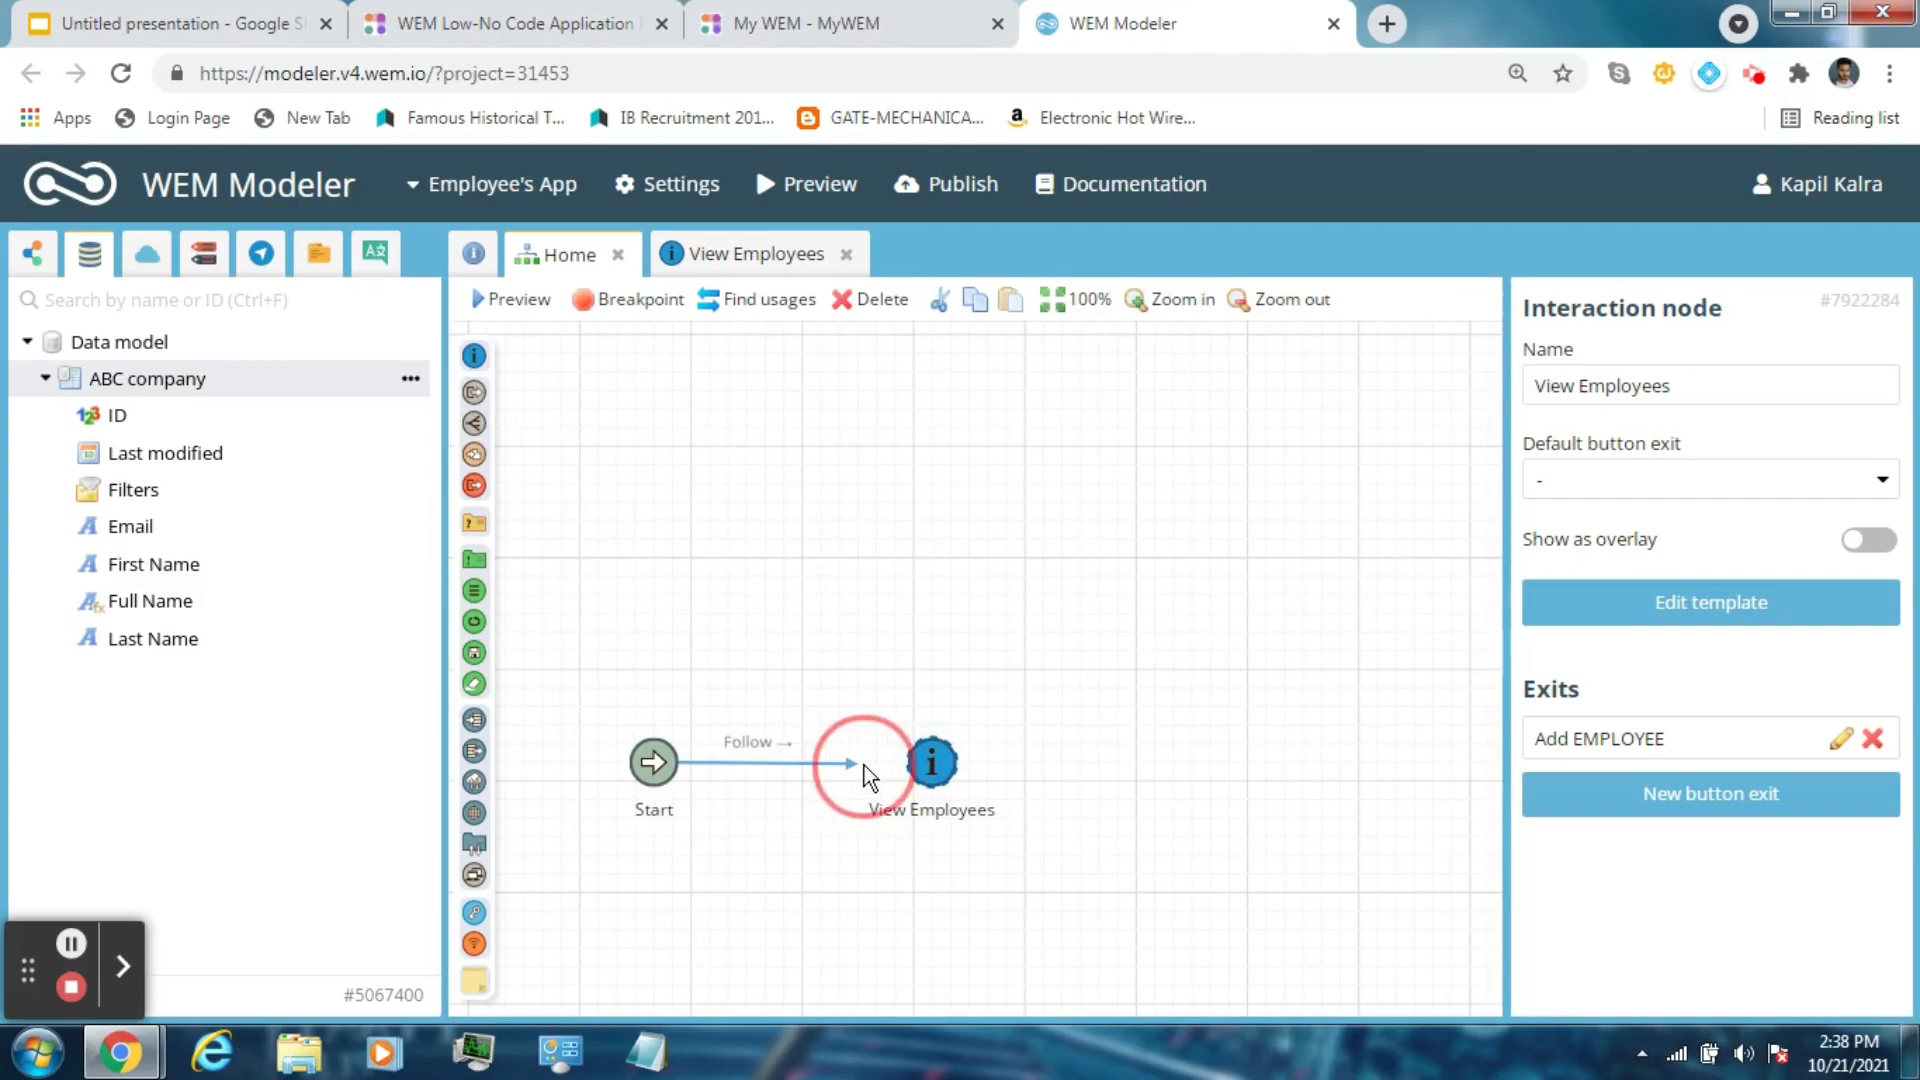 Untitled presentation - Google S
WEM Low-No Code Application
My WEM - MyWEM
WEM Modeler
https://modeler.v4.wem.io/?project=31453
Apps
Login Page
New Tab
Famous Historical T...
IB Recruitment 201...
GATE-MECHANICA...
Electronic Hot Wire...
Reading list
WEM Modeler
Employee's App
Settings
Preview
Publish
Documentation
Kapil Kalra
Home
View Employees
Search by name or ID (Ctrl+F)
Preview
Breakpoint
Find usages
Delete
100%
Zoom in
Zoom out
Data model
ABC company
ID
Last modified
Filters
Email
First Name
Full Name
Last Name
#5067400
Follow →
Start
View Employees
Interaction node
#7922284
Name
View Employees
Default button exit
-
Show as overlay
Edit template
Exits
Add EMPLOYEE
New button exit
2:38 PM
10/21/2021